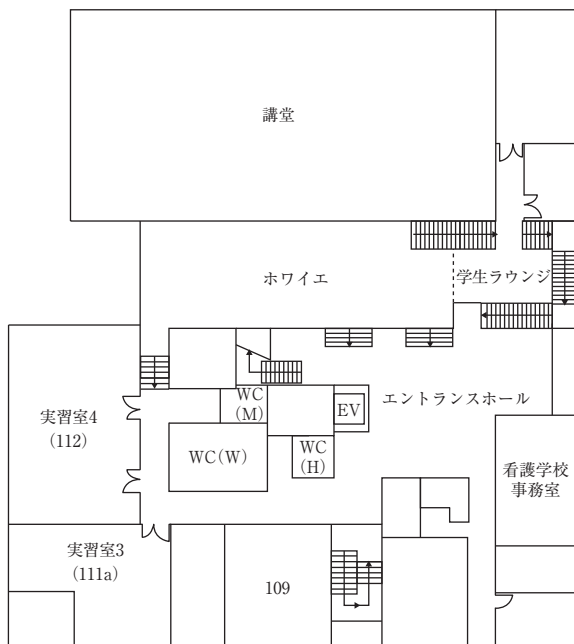 講堂
ホワイエ
学生ラウンジ
エントランスホール
WC
(M)
EV
実習室4
(112)
WC(W)
WC
(H)
看護学校
事務室
実習室3
(111a)
109